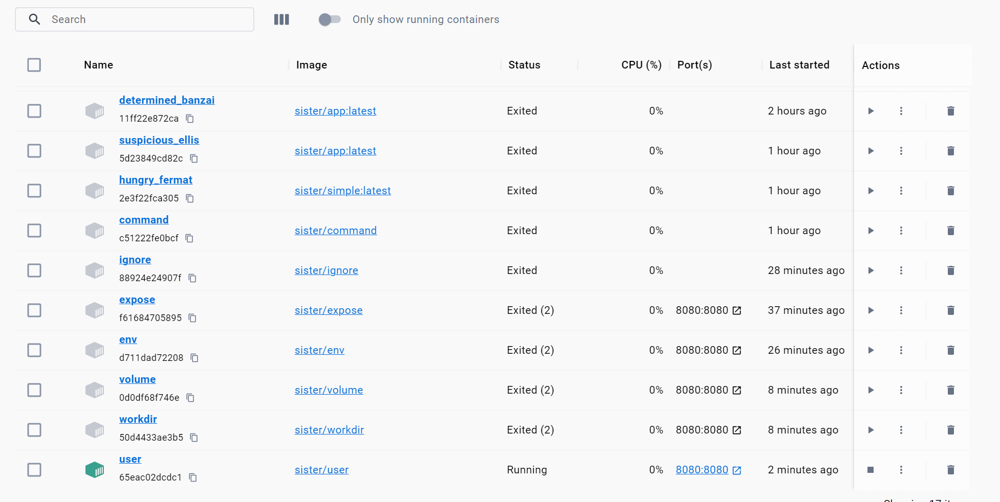 Search
Only show running containers
Name Image Status CPU (%) Port(s) Last started Actions
determined_banzai
11ff22e872ca
sister/app:latest Exited 0% 2 hours ago
suspicious_ellis
5d23849cd82c
sister/app:latest Exited 0% 1 hour ago
hungry_fermat
2e3f22fca305
sister/simple:latest Exited 0% 1 hour ago
command
c51222fe0bcf
sister/command Exited 0% 1 hour ago
ignore
88924e24907f
sister/ignore Exited 0% 28 minutes ago
expose
f61684705895
sister/expose Exited (2) 0% 8080:8080 37 minutes ago
env
d711dad72208
sister/env Exited (2) 0% 8080:8080 26 minutes ago
volume
0d0df68f746e
sister/volume Exited (2) 0% 8080:8080 8 minutes ago
workdir
50d4433ae3b5
sister/workdir Exited (2) 0% 8080:8080 8 minutes ago
user
65eac02dcdc1
sister/user Running 0% 8080:8080 2 minutes ago